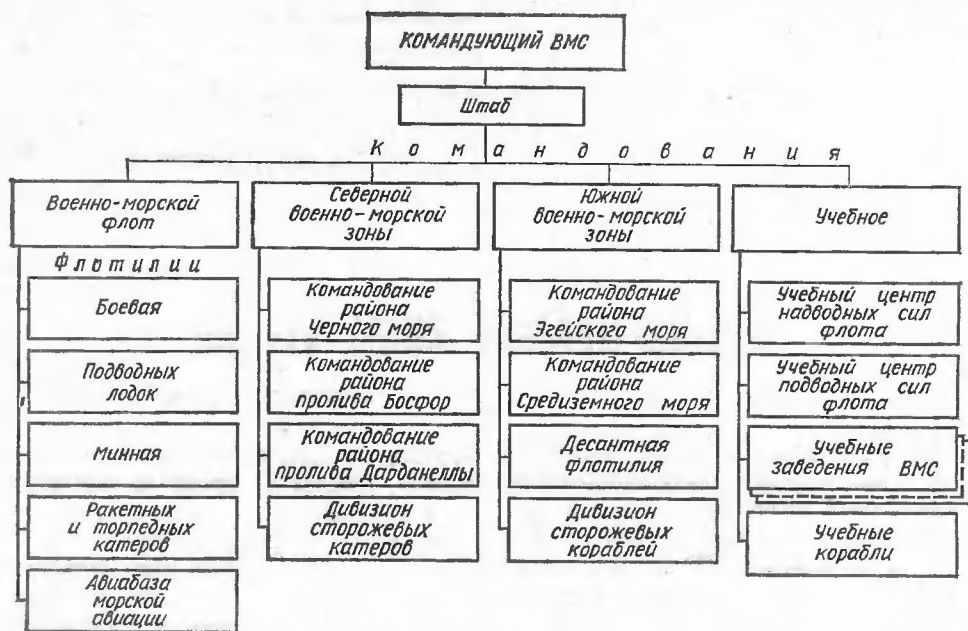 КОМАНДУЮЩИЙ ВМС
Штаб
Командования
Военно-морской
флот
Флотилии
Боевая
Подводных
лодок
Минная
Ракетных
и торпедных
катеров
Авиабаза
морской
авиации
Северной
военно-морской
зоны
Командование
района
Черного моря
Командование
района
пролива Босфор
Командование
района
пролива Дарданеллы
Дивизион
сторожевых
катеров
Южной
военно-морской
зоны
Командование
района
Эгейского моря
Командование
района
Средиземного моря
Десантная
флотилия
Дивизион
сторожевых
кораблей
Учебное
Учебный центр
надводных сил
флота
Учебный центр
подводных сил
флота
Учебные
заведения ВМС
Учебные
корабли